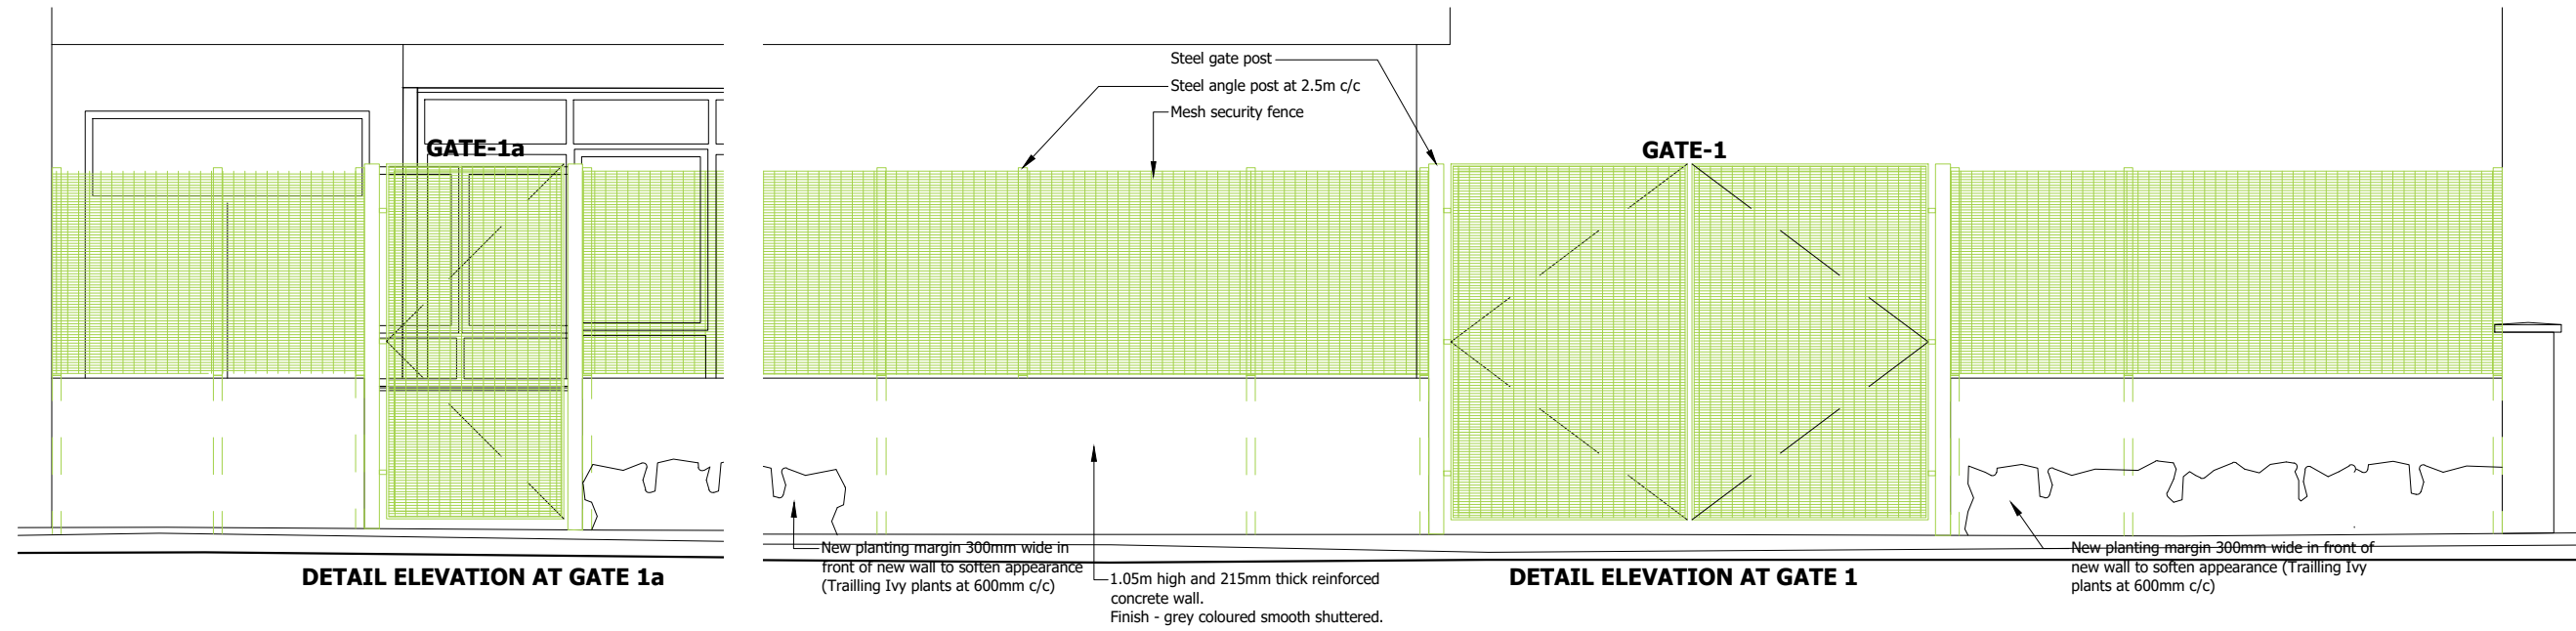 Steel gate post
Steel angle post at 2.5m c/c
Mesh security fence
GATE-1a
GATE-1
New planting margin 300mm wide in
front of new wall to soften appearance
(Trailling Ivy plants at 600mm c/c)
1.05m high and 215mm thick reinforced
concrete wall.
Finish - grey coloured smooth shuttered.
New planting margin 300mm wide in front of
new wall to soften appearance (Trailling Ivy
plants at 600mm c/c)
DETAIL ELEVATION AT GATE 1a
DETAIL ELEVATION AT GATE 1